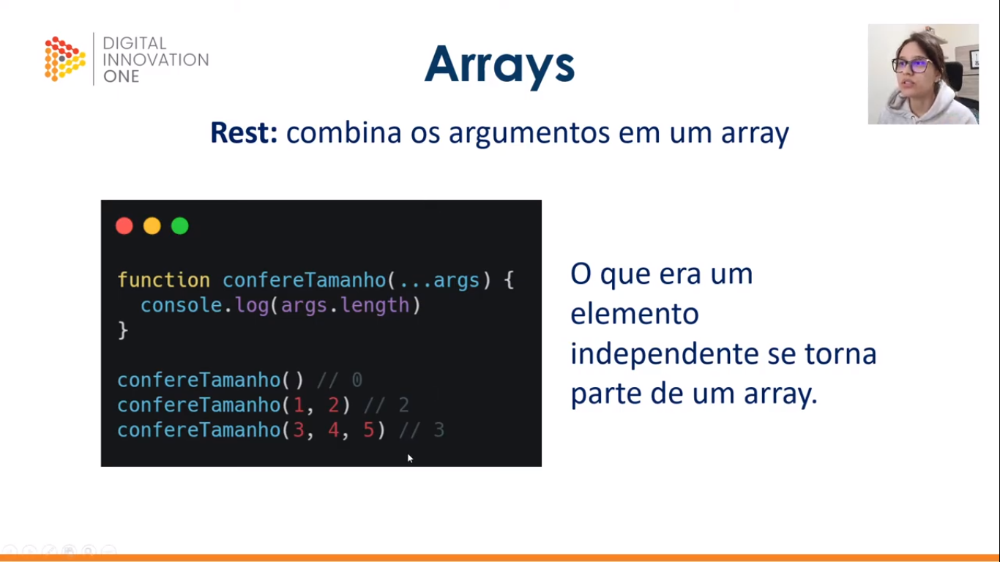 DIGITAL
INNOVATION
ONE
Arrays
Rest: combina os argumentos em um array
function confereTamanho(...args) {
  console.log(args.length)
}
confereTamanho() // 0
confereTamanho(1, 2) // 2
confereTamanho(3, 4, 5) // 3
O que era um
elemento
independente se torna
parte de um array.